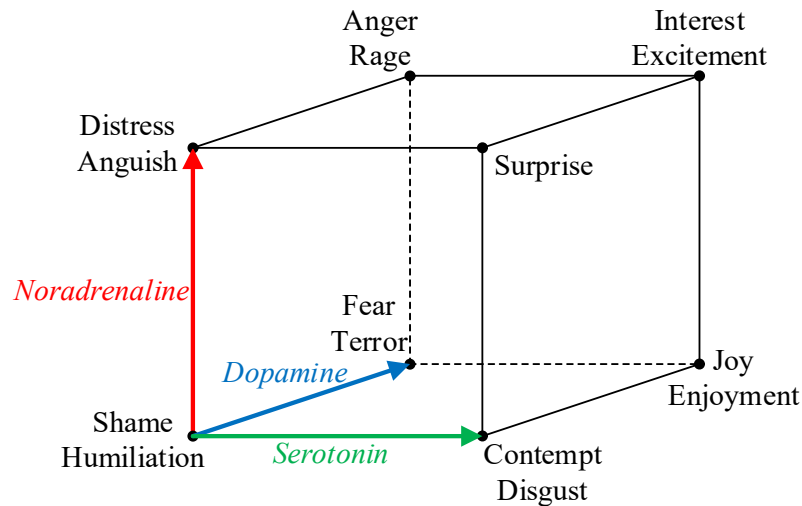 Anger
Rage
Interest
Excitement
Distress
Anguish
Surprise
Noradrenaline
Fear
Terror
Dopamine
Joy
Enjoyment
Shame
Humiliation
Serotonin
Contempt
Disgust